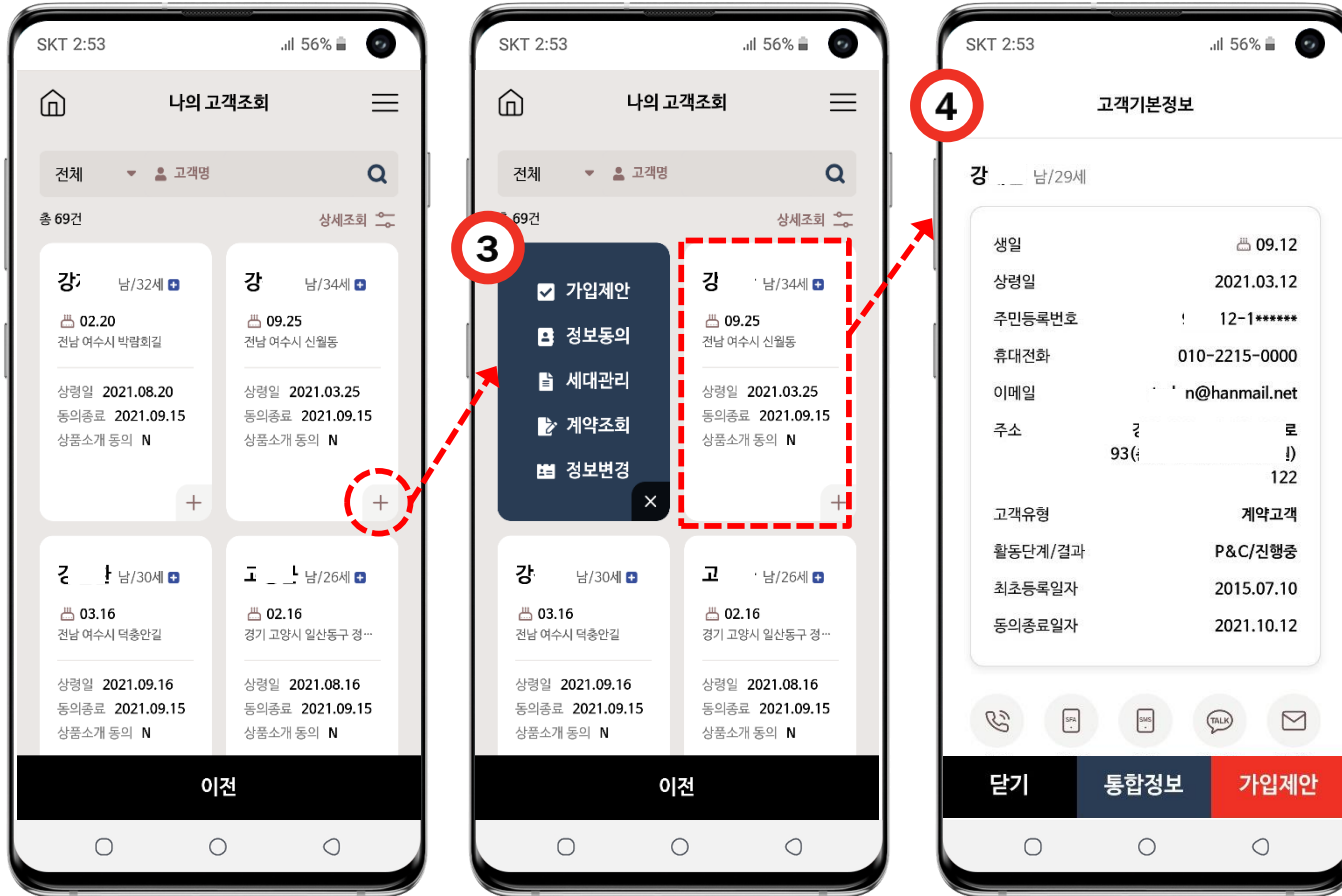 SKT 2:53
56%
나의 고객조회
전체
고객명
총 69건
상세조회
남/32세
02.20
전남 여수시 박람회길
상령일 2021.08.20
동의종료 2021.09.15
상품소개 동의 N
강
남/34세
09.25
전남 여수시 신월동
상령일 2021.03.25
동의종료 2021.09.15
상품소개 동의 N
남/30세
03.16
전남 여수시 덕충안길
상령일 2021.09.16
동의종료 2021.09.15
상품소개 동의 N
남/26세
02.16
경기 고양시 일산동구 정…
상령일 2021.08.16
동의종료 2021.09.15
상품소개 동의 N
이전
SKT 2:53
56%
나의 고객조회
전체
고객명
69건
상세조회
3
가입제안
정보동의
세대관리
계약조회
정보변경
강
남/34세
09.25
전남 여수시 신월동
상령일 2021.03.25
동의종료 2021.09.15
상품소개 동의 N
강
남/30세
03.16
전남 여수시 덕충안길
상령일 2021.09.16
동의종료 2021.09.15
상품소개 동의 N
고
남/26세
02.16
경기 고양시 일산동구 정…
상령일 2021.08.16
동의종료 2021.09.15
상품소개 동의 N
이전
SKT 2:53
56%
4
고객기본정보
강 남/29세
생일 09.12
상령일 2021.03.12
주민등록번호 12-1******
휴대전화 010-2215-0000
이메일 n@hanmail.net
주소 로
93(
122
고객유형 계약고객
활동단계/결과 P&C/진행중
최초등록일자 2015.07.10
동의종료일자 2021.10.12
SFA
SMS
TALK
닫기
통합정보
가입제안